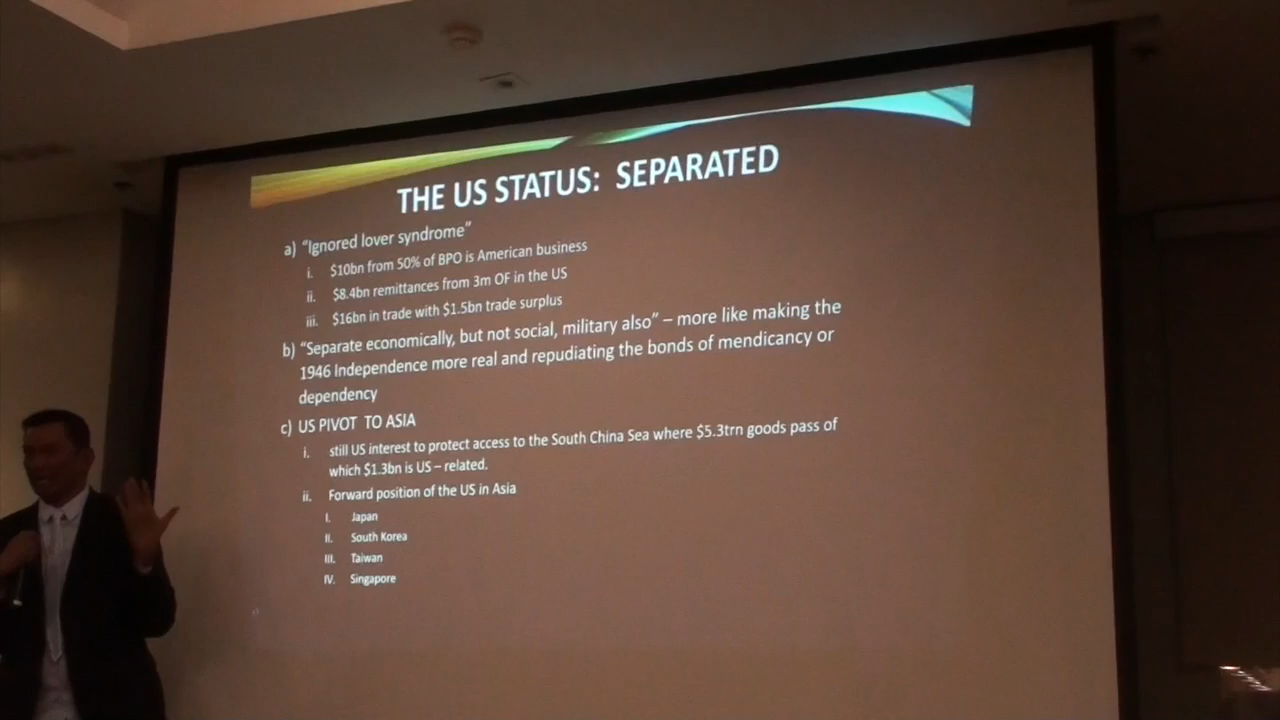 THE US STATUS: SEPARATED
a) “Ignored lover syndrome”
i. $10bn from 50% of BPO is American business
ii. $8.4bn remittances from 3m OF in the US
iii. $16bn in trade with $1.5bn trade surplus
b) “Separate economically, but not social, military also” – more like making the
1946 Independence more real and repudiating the bonds of mendicancy or
dependency
c) US PIVOT TO ASIA
i. still US interest to protect access to the South China Sea where $5.3trn goods pass of
which $1.3bn is US – related.
ii. Forward position of the US in Asia
I. Japan
II. South Korea
III. Taiwan
IV. Singapore